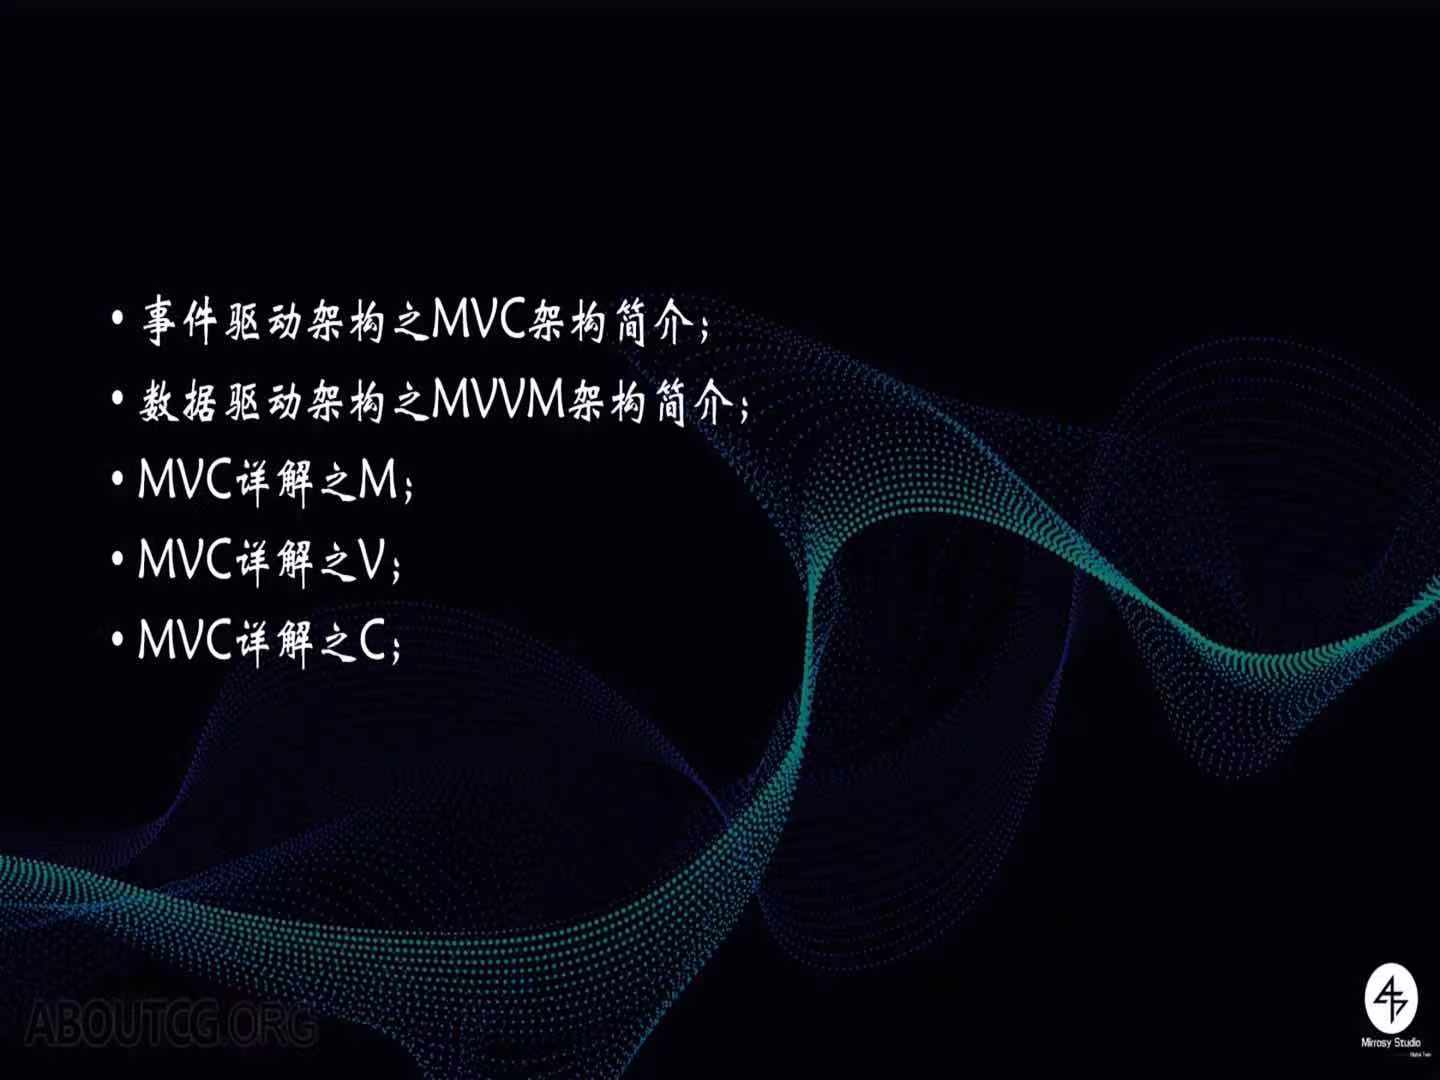 • 事件驱动架构之MVC架构简介；
• 数据驱动架构之MVVM架构简介；
• MVC详解之M；
• MVC详解之V；
• MVC详解之C；
ABOUTCG.ORG
Mirrosy Studio